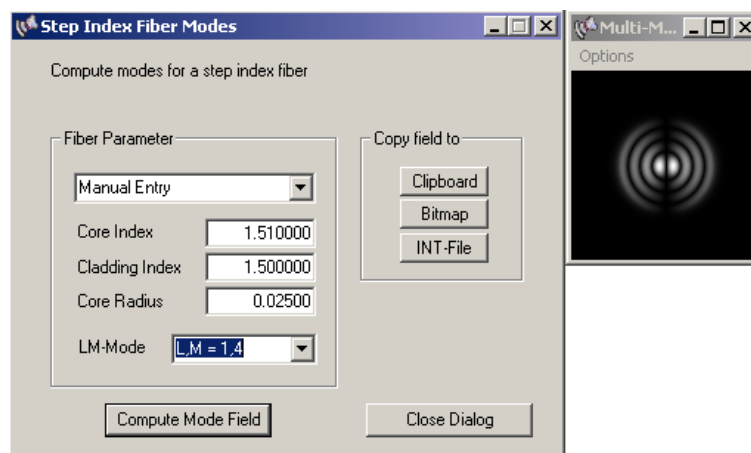 Step Index Fiber Modes
Multi-M...
Options
Compute modes for a step index fiber
Fiber Parameter
Manual Entry
Core Index 1.510000
Cladding Index 1.500000
Core Radius 0.02500
LM-Mode L,M = 1,4
Copy field to
Clipboard
Bitmap
INT-File
Compute Mode Field
Close Dialog